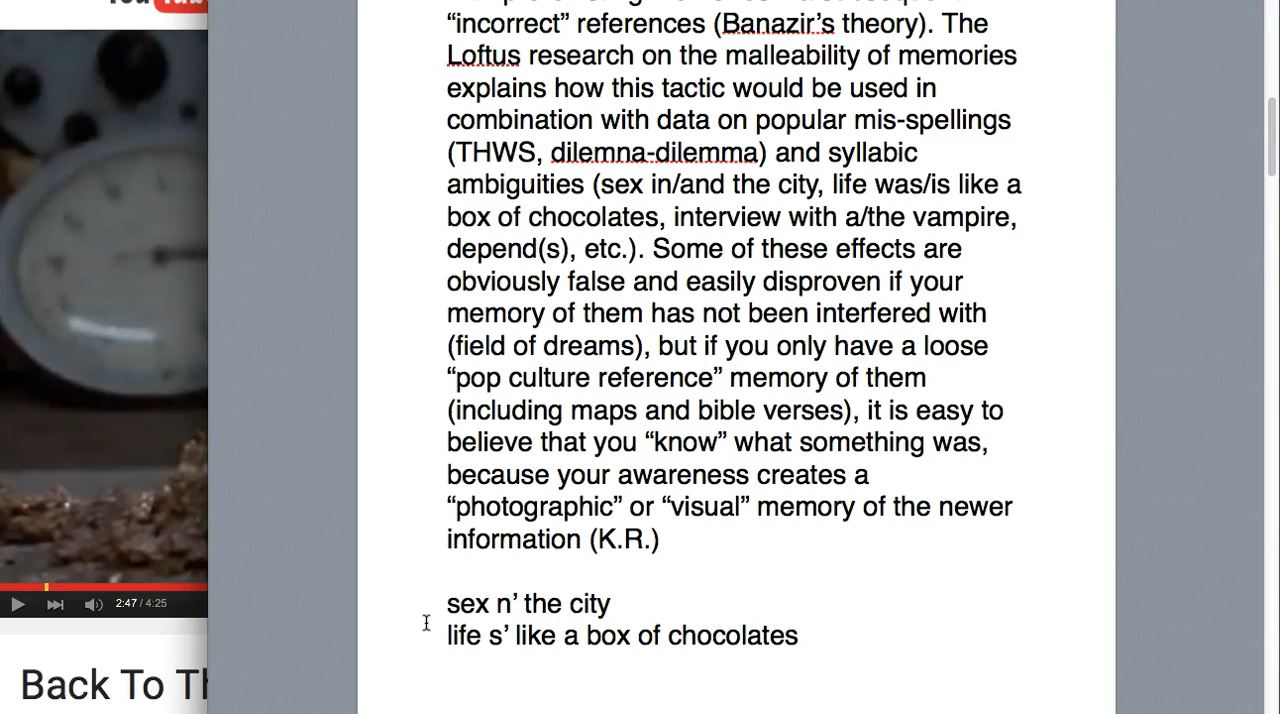 You Tube
"incorrect" references (Banazir's theory). The
Loftus research on the malleability of memories
explains how this tactic would be used in
combination with data on popular mis-spellings
(THWS, dilemna-dilemma) and syllabic
ambiguities (sex in/and the city, life was/is like a
box of chocolates, interview with a/the vampire,
depend(s), etc.). Some of these effects are
obviously false and easily disproven if your
memory of them has not been interfered with
(field of dreams), but if you only have a loose
“pop culture reference” memory of them
(including maps and bible verses), it is easy to
believe that you “know” what something was,
because your awareness creates a
“photographic” or “visual” memory of the newer
information (K.R.)
sex n’ the city
life s’ like a box of chocolates
2:47 / 4:25
Back To Th